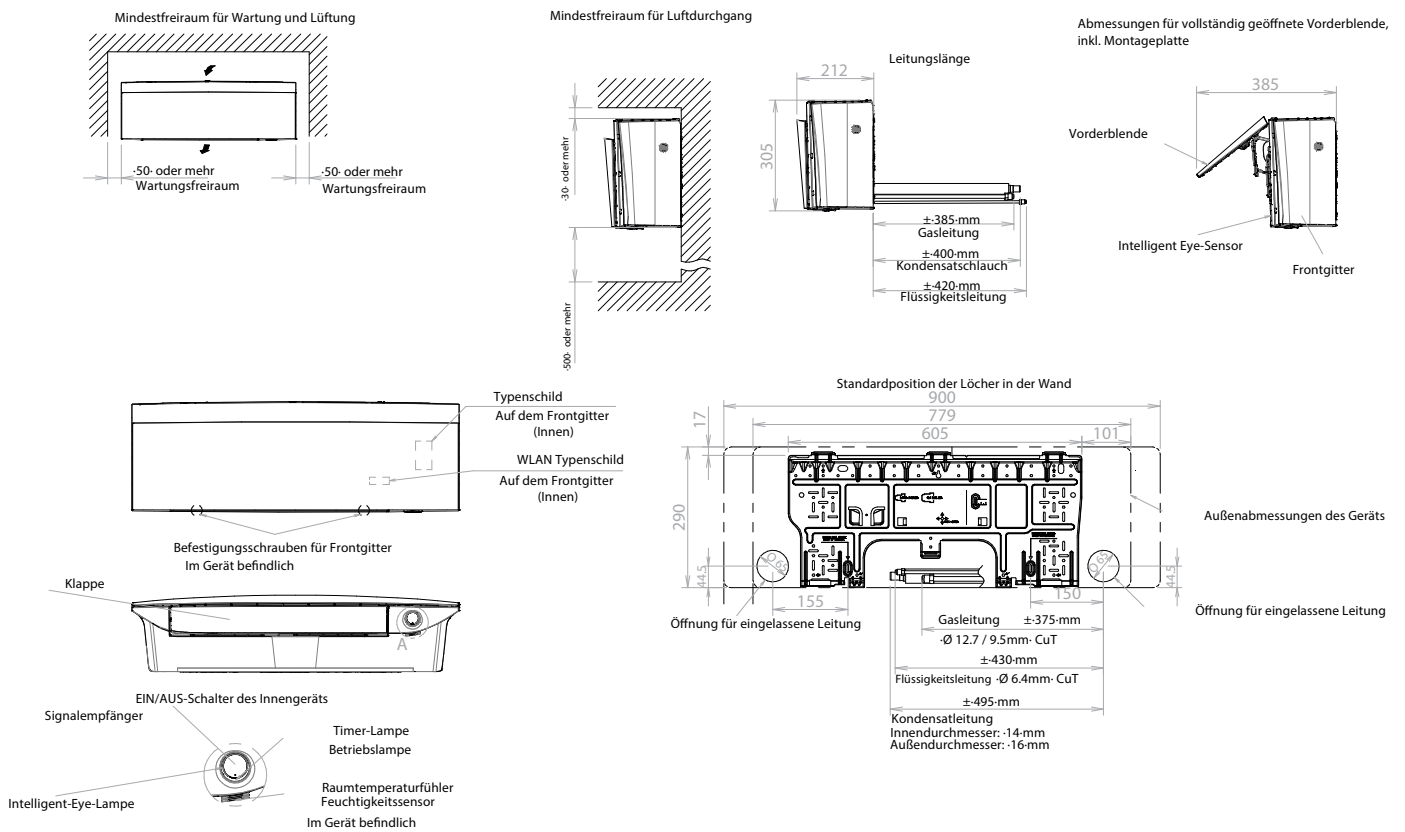 Mindestfreiraum für Wartung und Lüftung
·50· oder mehr
Wartungsfreiraum
·50· oder mehr
Wartungsfreiraum
Mindestfreiraum für Luftdurchgang
·30· oder mehr
·500· oder mehr
Leitungslänge
212
305
±·385·mm
Gasleitung
±·400·mm
Kondensatschlauch
±·420·mm
Flüssigkeitsleitung
Abmessungen für vollständig geöffnete Vorderblende,
inkl. Montageplatte
385
Vorderblende
Intelligent Eye-Sensor
Frontgitter
Typenschild
Auf dem Frontgitter
(Innen)
WLAN Typenschild
Auf dem Frontgitter
(Innen)
Befestigungsschrauben für Frontgitter
Im Gerät befindlich
Klappe
A
EIN/AUS-Schalter des Innengeräts
Signalempfänger
Timer-Lampe
Betriebslampe
Intelligent-Eye-Lampe
Raumtemperaturfühler
Feuchtigkeitssensor
Im Gerät befindlich
Standardposition der Löcher in der Wand
900
779
605
101
17
290
44.5
Ø 65
Ø 65
44.5
Außenabmessungen des Geräts
155
150
Öffnung für eingelassene Leitung
Öffnung für eingelassene Leitung
Gasleitung ±·375·mm
·Ø 12.7 / 9.5mm· CuT
±·430·mm
Flüssigkeitsleitung ·Ø 6.4mm· CuT
±·495·mm
Kondensatleitung
Innendurchmesser: ·14·mm
Außendurchmesser: ·16·mm